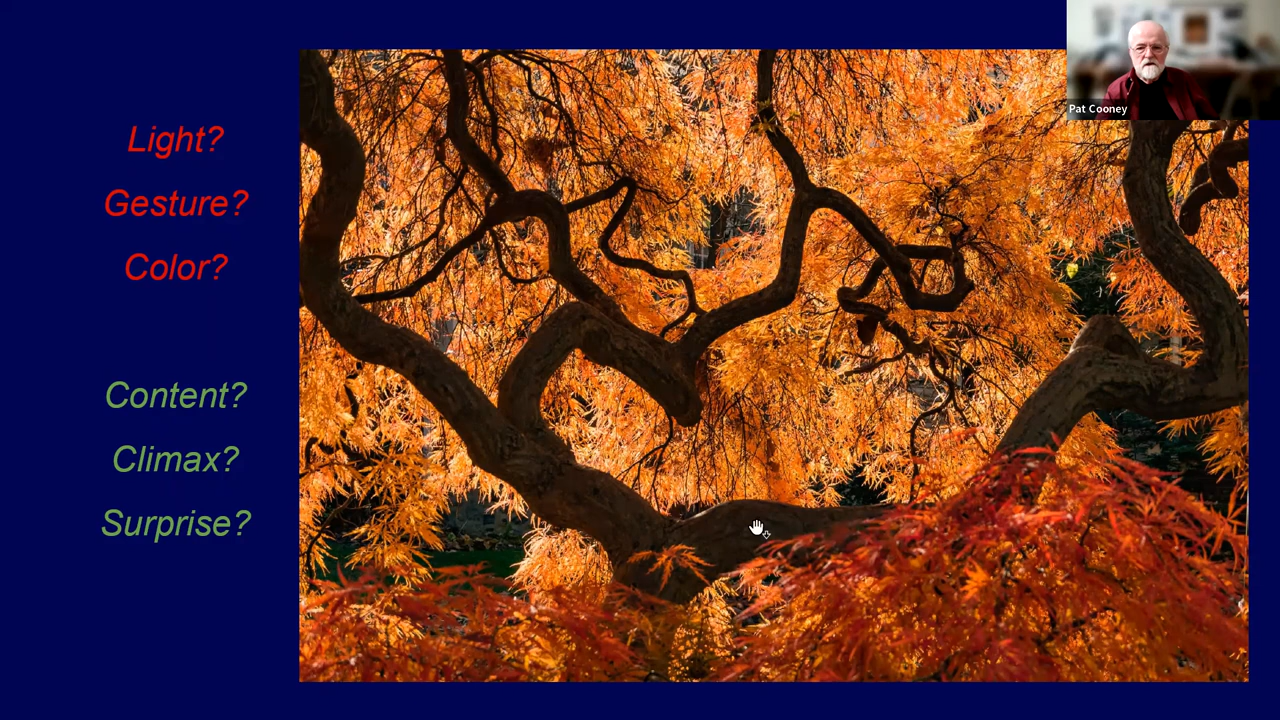 Light?
Gesture?
Color?
Content?
Climax?
Surprise?
Pat Cooney